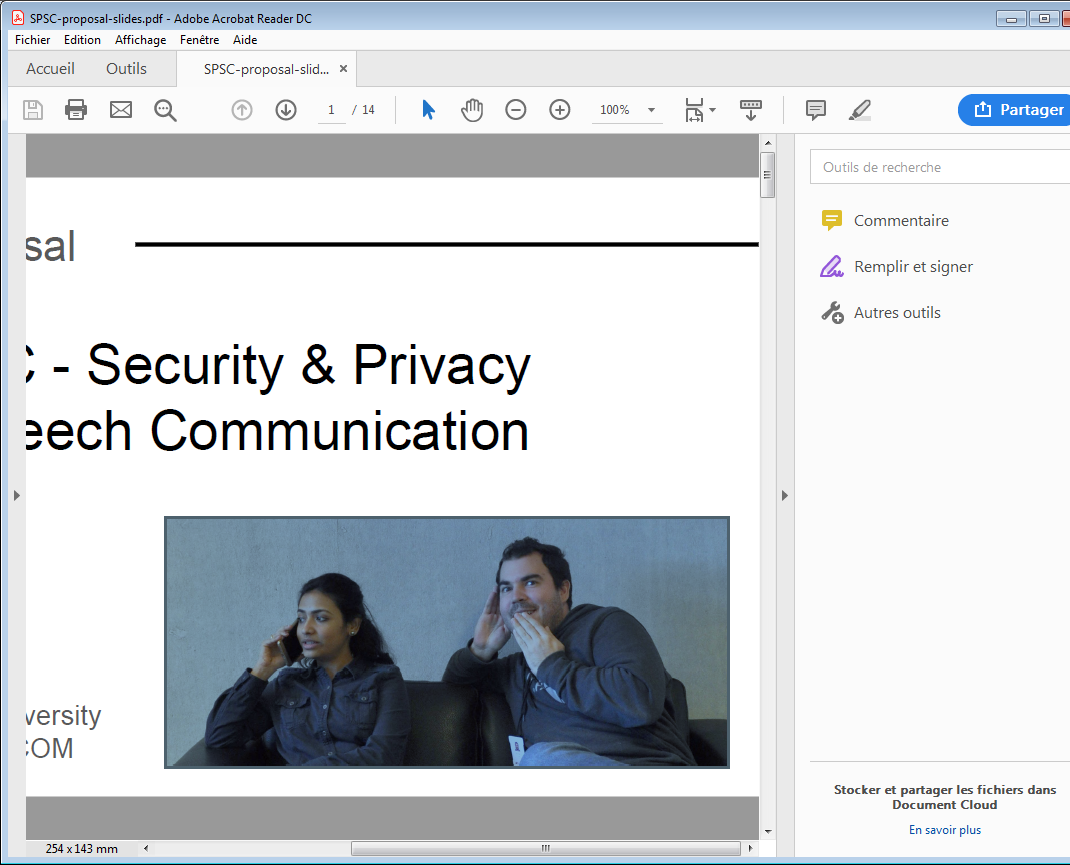 SPSC-proposal-slides.pdf - Adobe Acrobat Reader DC
Fichier Edition Affichage Fenêtre Aide
Accueil Outils SPSC-proposal-slid... ×
1 / 14 100% Partager
Outils de recherche
Commentaire
Remplir et signer
Autres outils
sal
C - Security & Privacy
eech Communication
versity
COM
Stocker et partager les fichiers dans
Document Cloud
En savoir plus
254 x 143 mm